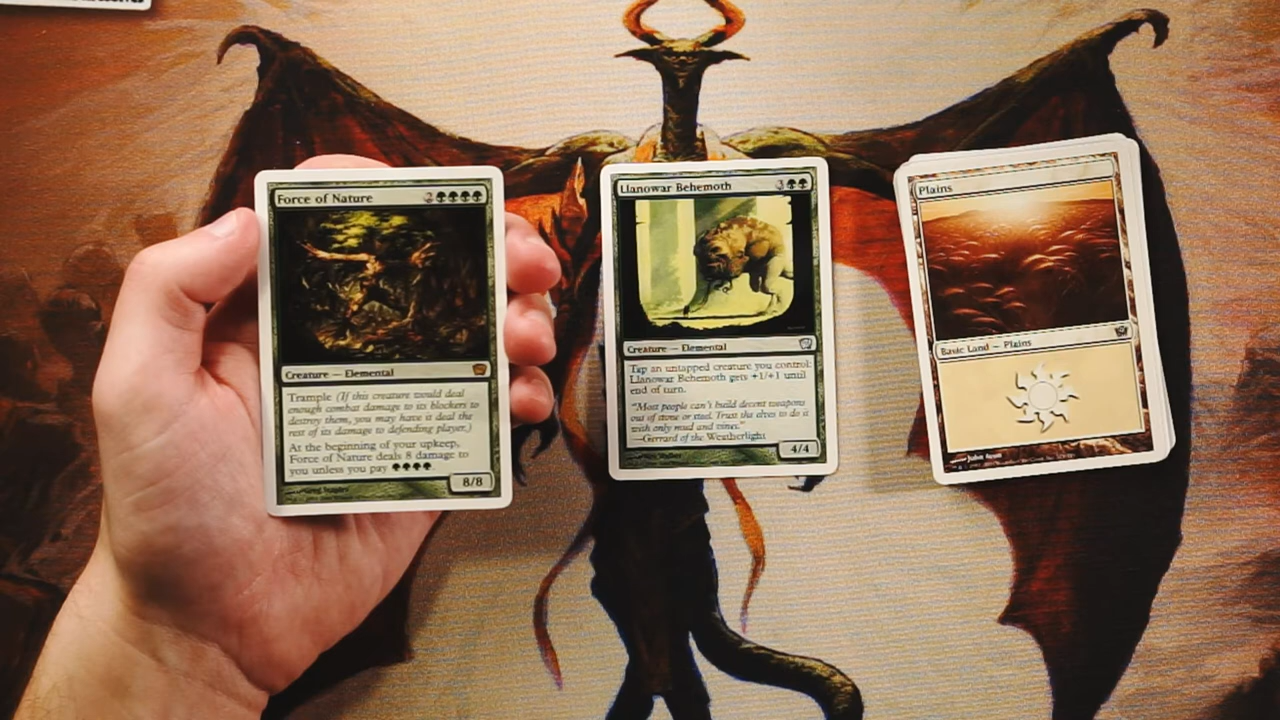 Force of Nature
2
Creature — Elemental
Trample (If this creature would deal
enough combat damage to its blockers to
destroy them, you may have it deal the
rest of its damage to defending player.)
At the beginning of your upkeep,
Force of Nature deals 8 damage to
you unless you pay
8/8
Llanowar Behemoth
3
Creature — Elemental
Tap an untapped creature you control:
Llanowar Behemoth gets +1/+1 until
end of turn.
"Most people can't build decent weapons
out of stone or steel. Trust the elves to do it
with only mud and vines."
—Gerrard of the Weatherlight
4/4
Plains
Basic Land — Plains
John Avon